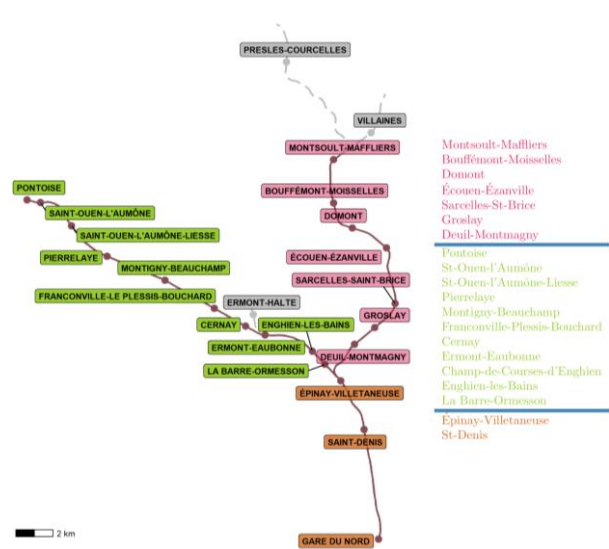 PRESLES-COURCELLES
VILLAINES
MONTSOULT-MAFFLIERS
BOUFFÉMONT-MOISSELLES
DOMONT
ÉCOUEN-ÉZANVILLE
SARCELLES-SAINT-BRICE
GROSLAY
DEUIL-MONTMAGNY
PONTOISE
SAINT-OUEN-L'AUMÔNE
SAINT-OUEN-L'AUMÔNE-LIESSE
PIERRELAYE
MONTIGNY-BEAUCHAMP
FRANCONVILLE-LE PLESSIS-BOUCHARD
ERMONT-HALTE
CERNAY
ENGHIEN-LES-BAINS
ERMONT-EAUBONNE
LA BARRE-ORMESSON
ÉPINAY-VILLETANEUSE
SAINT-DENIS
GARE DU NORD
2 km
Montsoult-Maffliers
Bouffémont-Moisselles
Domont
Écouen-Ézanville
Sarcelles-St-Brice
Groslay
Deuil-Montmagny
Pontoise
St-Ouen-l'Aumône
St-Ouen-l'Aumône-Liesse
Pierrelaye
Montigny-Beauchamp
Franconville-Plessis-Bouchard
Cernay
Ermont-Eaubonne
Champ-de-Courses-d'Enghien
Enghien-les-Bains
La Barre-Ormesson
Épinay-Villetaneuse
St-Denis